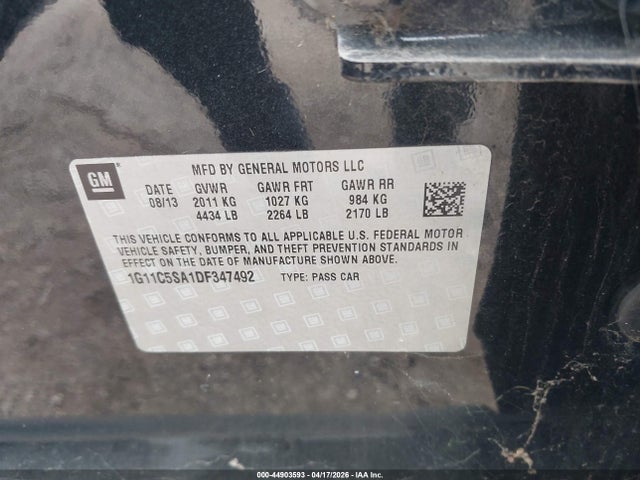 GM
MFD BY GENERAL MOTORS LLC
DATE GVWR GAWR FRT GAWR RR
08/13 2011 KG 1027 KG 984 KG
4434 LB 2264 LB 2170 LB
THIS VEHICLE CONFORMS TO ALL APPLICABLE U.S. FEDERAL MOTOR
VEHICLE SAFETY, BUMPER, AND THEFT PREVENTION STANDARDS IN
EFFECT ON THE DATE OF MANUFACTURE SHOWN ABOVE.
1G11C5SA1DF347492 TYPE: PASS CAR
000-44903593 - 04/17/2026 - IAA Inc.